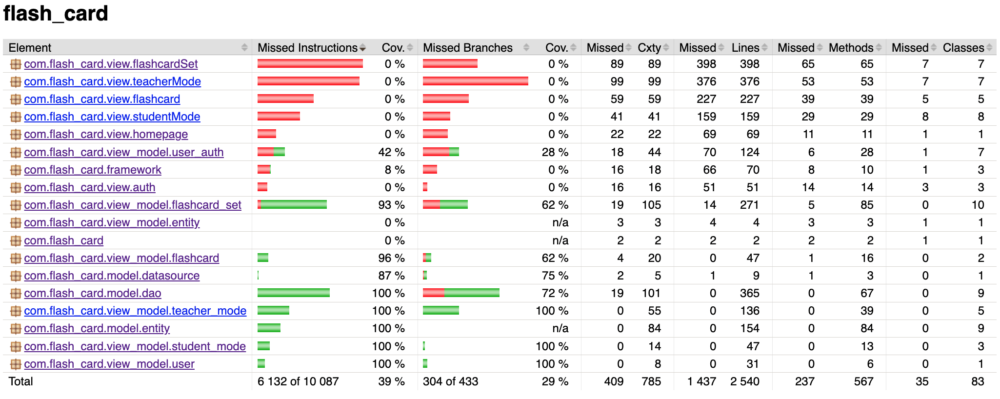 flash_card
Element Missed Instructions Cov. Missed Branches Cov. Missed Cxty Missed Lines Missed Methods Missed Classes
com.flash_card.view.flashcardSet 0 % 0 % 89 89 398 398 65 65 7 7
com.flash_card.view.teacherMode 0 % 0 % 99 99 376 376 53 53 7 7
com.flash_card.view.flashcard 0 % 0 % 59 59 227 227 39 39 5 5
com.flash_card.view.studentMode 0 % 0 % 41 41 159 159 29 29 8 8
com.flash_card.view.homepage 0 % 0 % 22 22 69 69 11 11 1 1
com.flash_card.view_model.user_auth 42 % 28 % 18 44 70 124 6 28 1 7
com.flash_card.framework 8 % 0 % 16 18 66 70 8 10 1 3
com.flash_card.view.auth 0 % 0 % 16 16 51 51 14 14 3 3
com.flash_card.view_model.flashcard_set 93 % 62 % 19 105 14 271 5 85 0 10
com.flash_card.view_model.entity 0 % n/a 3 3 4 4 3 3 1 1
com.flash_card 0 % n/a 2 2 2 2 2 2 1 1
com.flash_card.view_model.flashcard 96 % 62 % 4 20 0 47 1 16 0 2
com.flash_card.model.datasource 87 % 75 % 2 5 1 9 1 3 0 1
com.flash_card.model.dao 100 % 72 % 19 101 0 365 0 67 0 9
com.flash_card.view_model.teacher_mode 100 % 100 % 0 55 0 136 0 39 0 5
com.flash_card.model.entity 100 % n/a 0 84 0 154 0 84 0 9
com.flash_card.view_model.student_mode 100 % 100 % 0 14 0 47 0 13 0 3
com.flash_card.view_model.user 100 % 100 % 0 8 0 31 0 6 0 1
Total 6 132 of 10 087 39 % 304 of 433 29 % 409 785 1 437 2 540 237 567 35 83